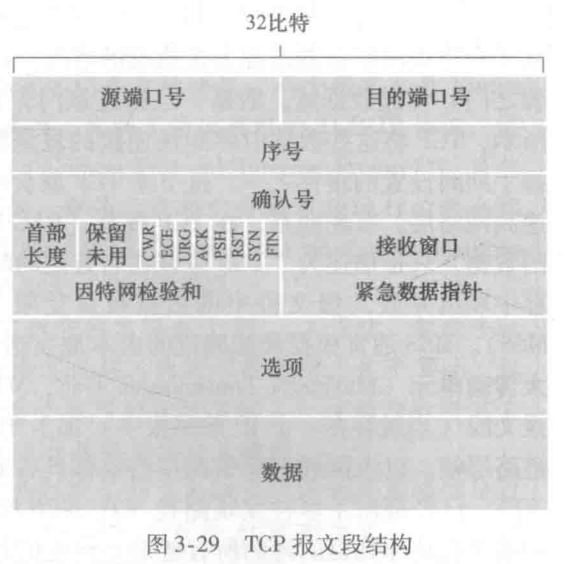 32比特
源端口号 目的端口号
序号
确认号
首部长度 保留未用 CWR ECE URG ACK PSH RST SYN FIN 接收窗口
因特网检验和 紧急数据指针
选项
数据
图 3-29 TCP 报文段结构